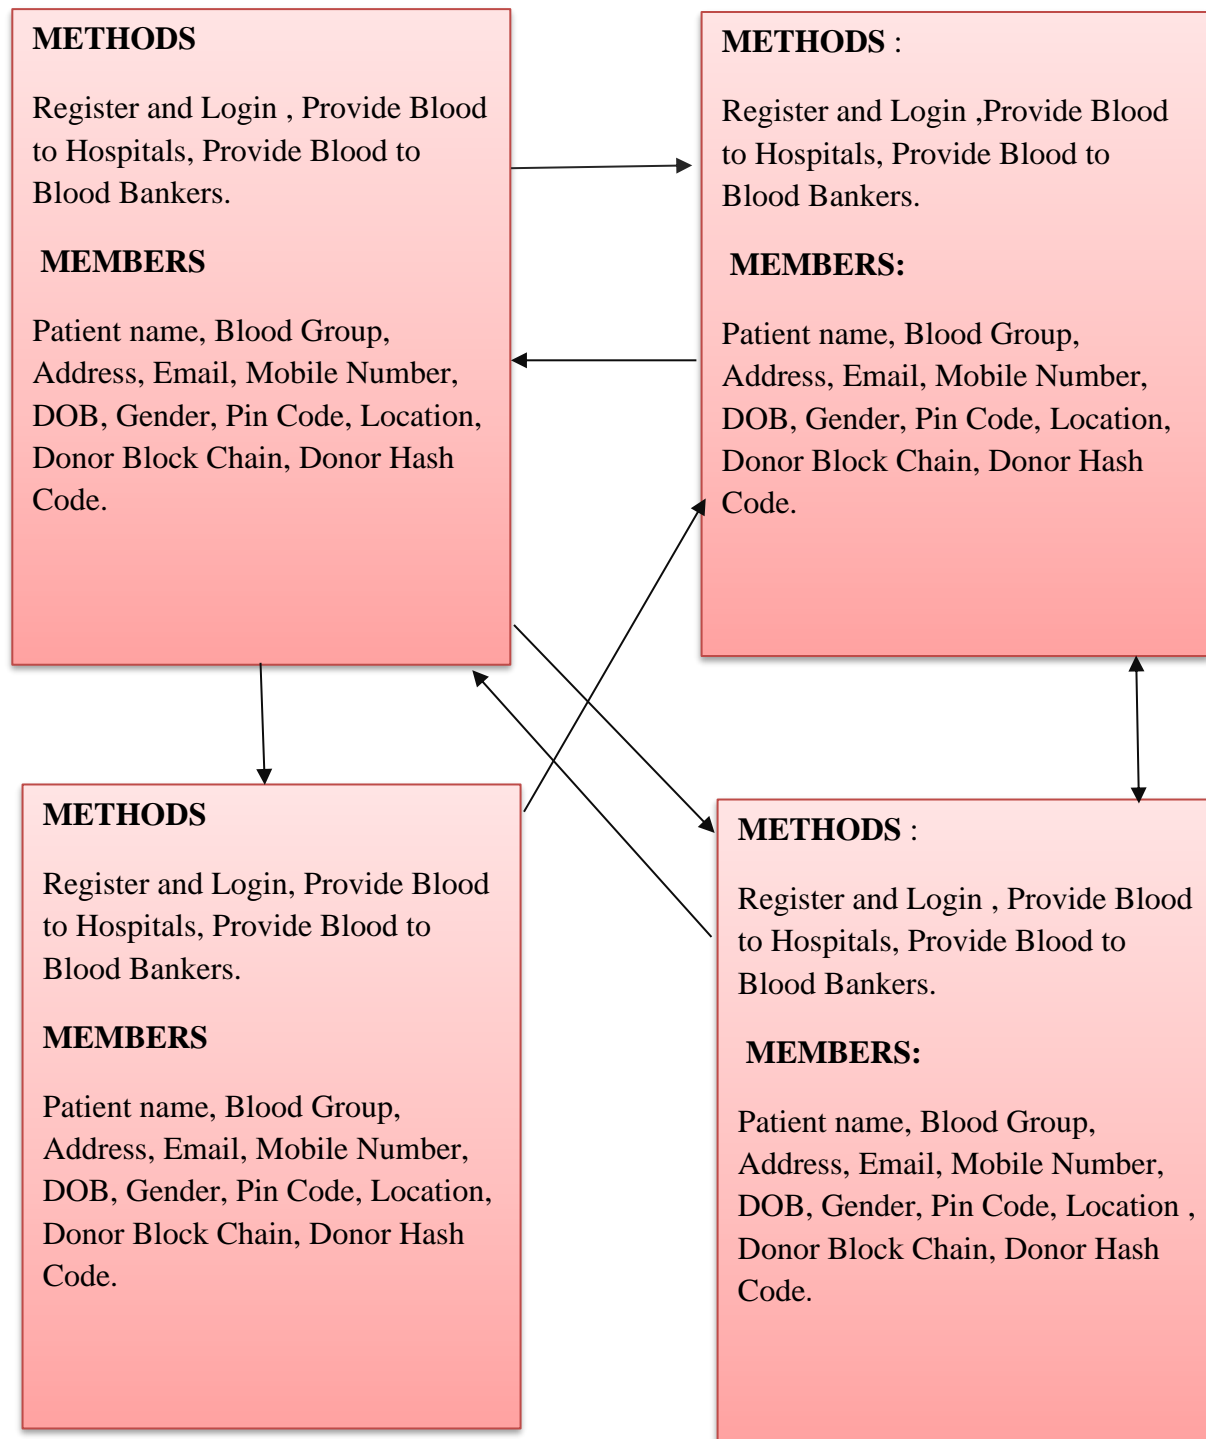 METHODS
Register and Login , Provide Blood
to Hospitals, Provide Blood to
Blood Bankers.
MEMBERS
Patient name, Blood Group,
Address, Email, Mobile Number,
DOB, Gender, Pin Code, Location,
Donor Block Chain, Donor Hash
Code.
METHODS :
Register and Login ,Provide Blood
to Hospitals, Provide Blood to
Blood Bankers.
MEMBERS:
Patient name, Blood Group,
Address, Email, Mobile Number,
DOB, Gender, Pin Code, Location,
Donor Block Chain, Donor Hash
Code.
METHODS
Register and Login, Provide Blood
to Hospitals, Provide Blood to
Blood Bankers.
MEMBERS
Patient name, Blood Group,
Address, Email, Mobile Number,
DOB, Gender, Pin Code, Location,
Donor Block Chain, Donor Hash
Code.
METHODS :
Register and Login , Provide Blood
to Hospitals, Provide Blood to
Blood Bankers.
MEMBERS:
Patient name, Blood Group,
Address, Email, Mobile Number,
DOB, Gender, Pin Code, Location ,
Donor Block Chain, Donor Hash
Code.